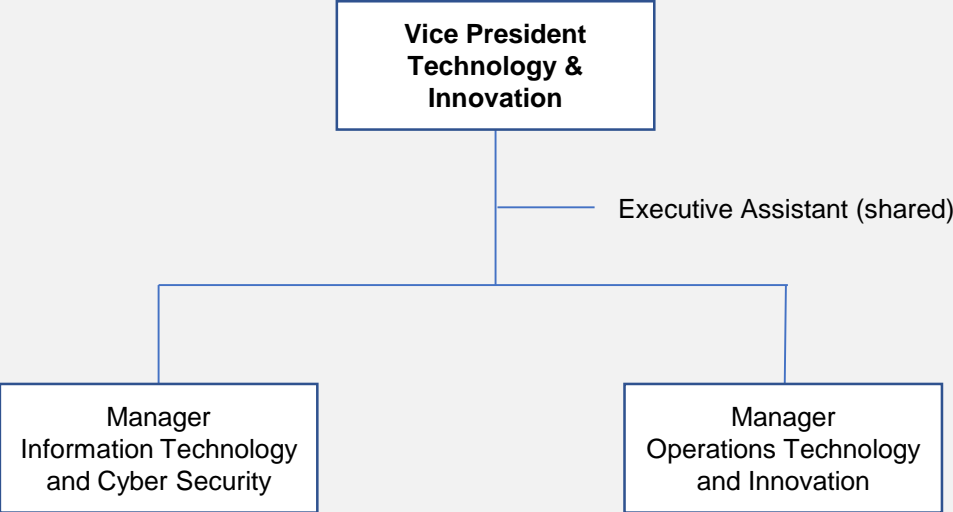 Vice President
Technology &
Innovation
Executive Assistant (shared)
Manager
Information Technology
and Cyber Security
Manager
Operations Technology
and Innovation